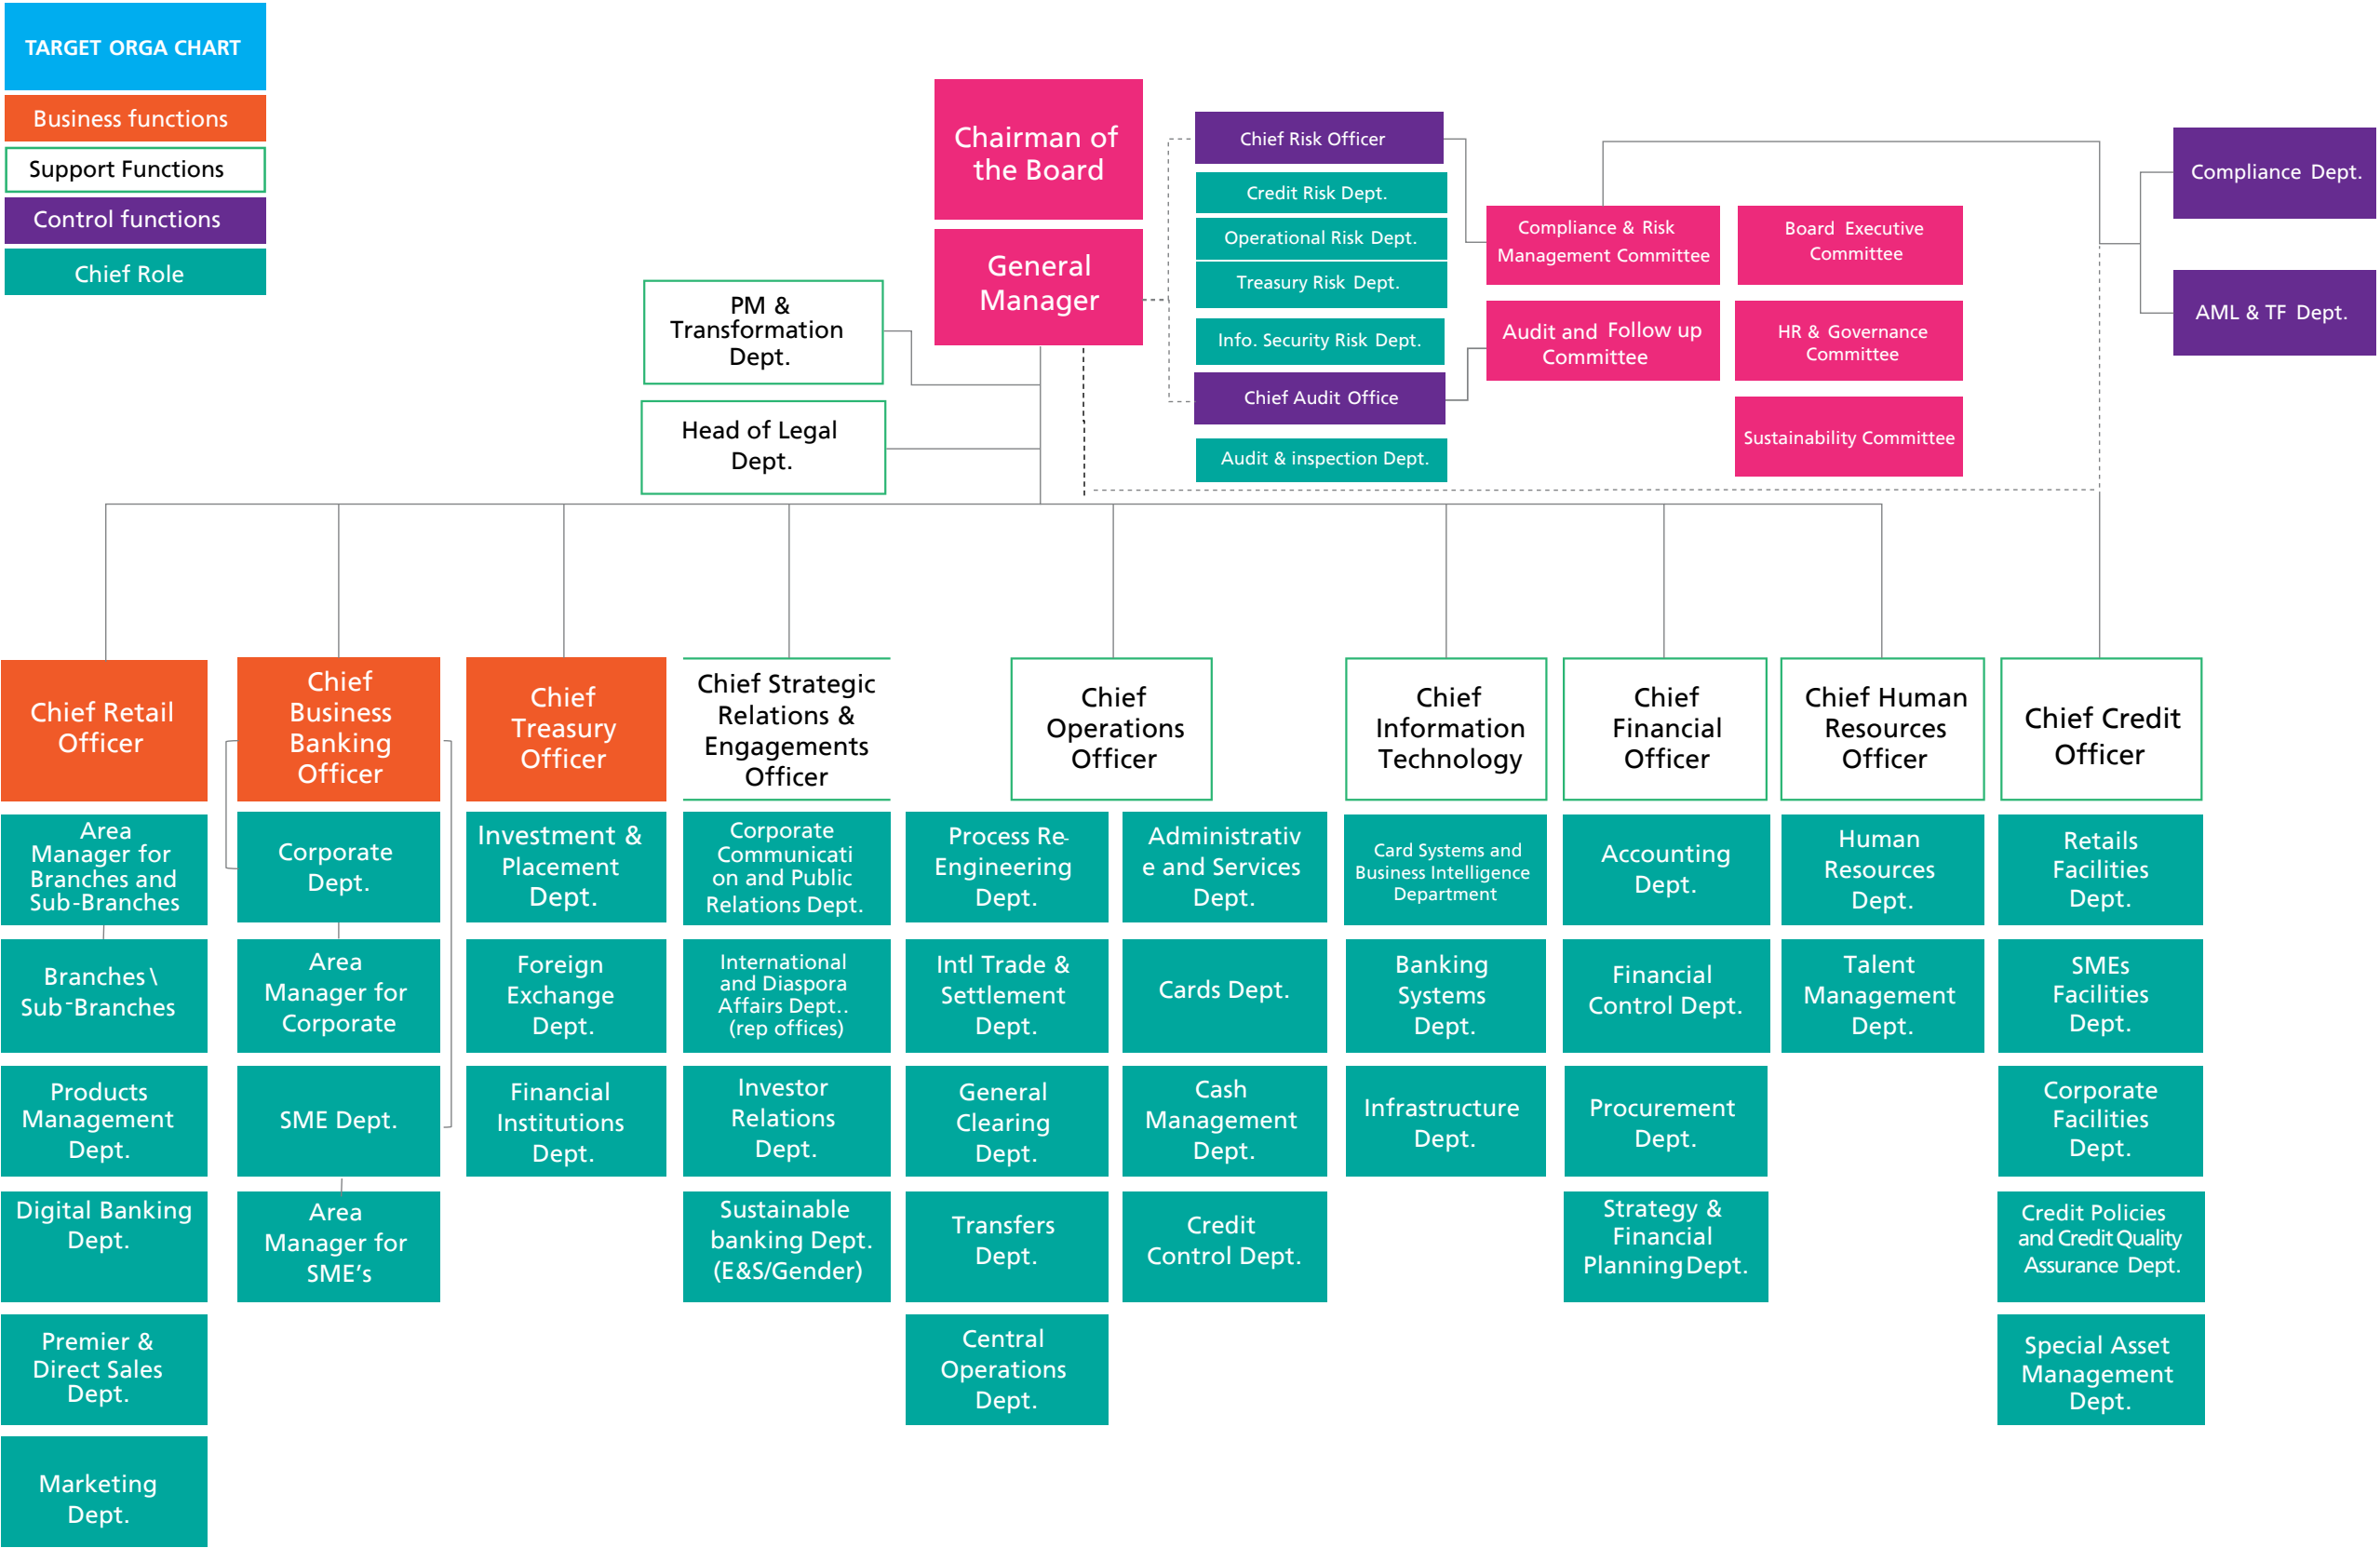 TARGET ORGA CHART
Business functions
Support Functions
Control functions
Chief Role
Chairman of
the Board
General
Manager
PM &
Transformation
Dept.
Head of Legal
Dept.
Chief Risk Officer
Credit Risk Dept.
Operational Risk Dept.
Treasury Risk Dept.
Info. Security Risk Dept.
Chief Audit Office
Audit & inspection Dept.
Compliance & Risk
Management Committee
Board Executive
Committee
Audit and Follow up
Committee
HR & Governance
Committee
Sustainability Committee
Compliance Dept.
AML & TF Dept.
Chief Retail
Officer
Area
Manager for
Branches and
Sub-Branches
Branches\
Sub-Branches
Products
Management
Dept.
Digital Banking
Dept.
Premier &
Direct Sales
Dept.
Marketing
Dept.
Chief
Business
Banking
Officer
Corporate
Dept.
Area
Manager for
Corporate
SME Dept.
Area
Manager for
SME's
Chief
Treasury
Officer
Investment &
Placement
Dept.
Foreign
Exchange
Dept.
Financial
Institutions
Dept.
Chief Strategic
Relations &
Engagements
Officer
Corporate
Communicati
on and Public
Relations Dept.
International
and Diaspora
Affairs Dept..
(rep offices)
Investor
Relations
Dept.
Sustainable
banking Dept.
(E&S/Gender)
Chief
Operations
Officer
Process Re-
Engineering
Dept.
Intl Trade &
Settlement
Dept.
General
Clearing
Dept.
Transfers
Dept.
Central
Operations
Dept.
Administrativ
e and Services
Dept.
Cards Dept.
Cash
Management
Dept.
Credit
Control Dept.
Chief
Information
Technology
Card Systems and
Business Intelligence
Department
Banking
Systems
Dept.
Infrastructure
Dept.
Chief
Financial
Officer
Accounting
Dept.
Financial
Control Dept.
Procurement
Dept.
Strategy &
Financial
Planning Dept.
Chief Human
Resources
Officer
Human
Resources
Dept.
Talent
Management
Dept.
Chief Credit
Officer
Retails
Facilities
Dept.
SMEs
Facilities
Dept.
Corporate
Facilities
Dept.
Credit Policies
and Credit Quality
Assurance Dept.
Special Asset
Management
Dept.